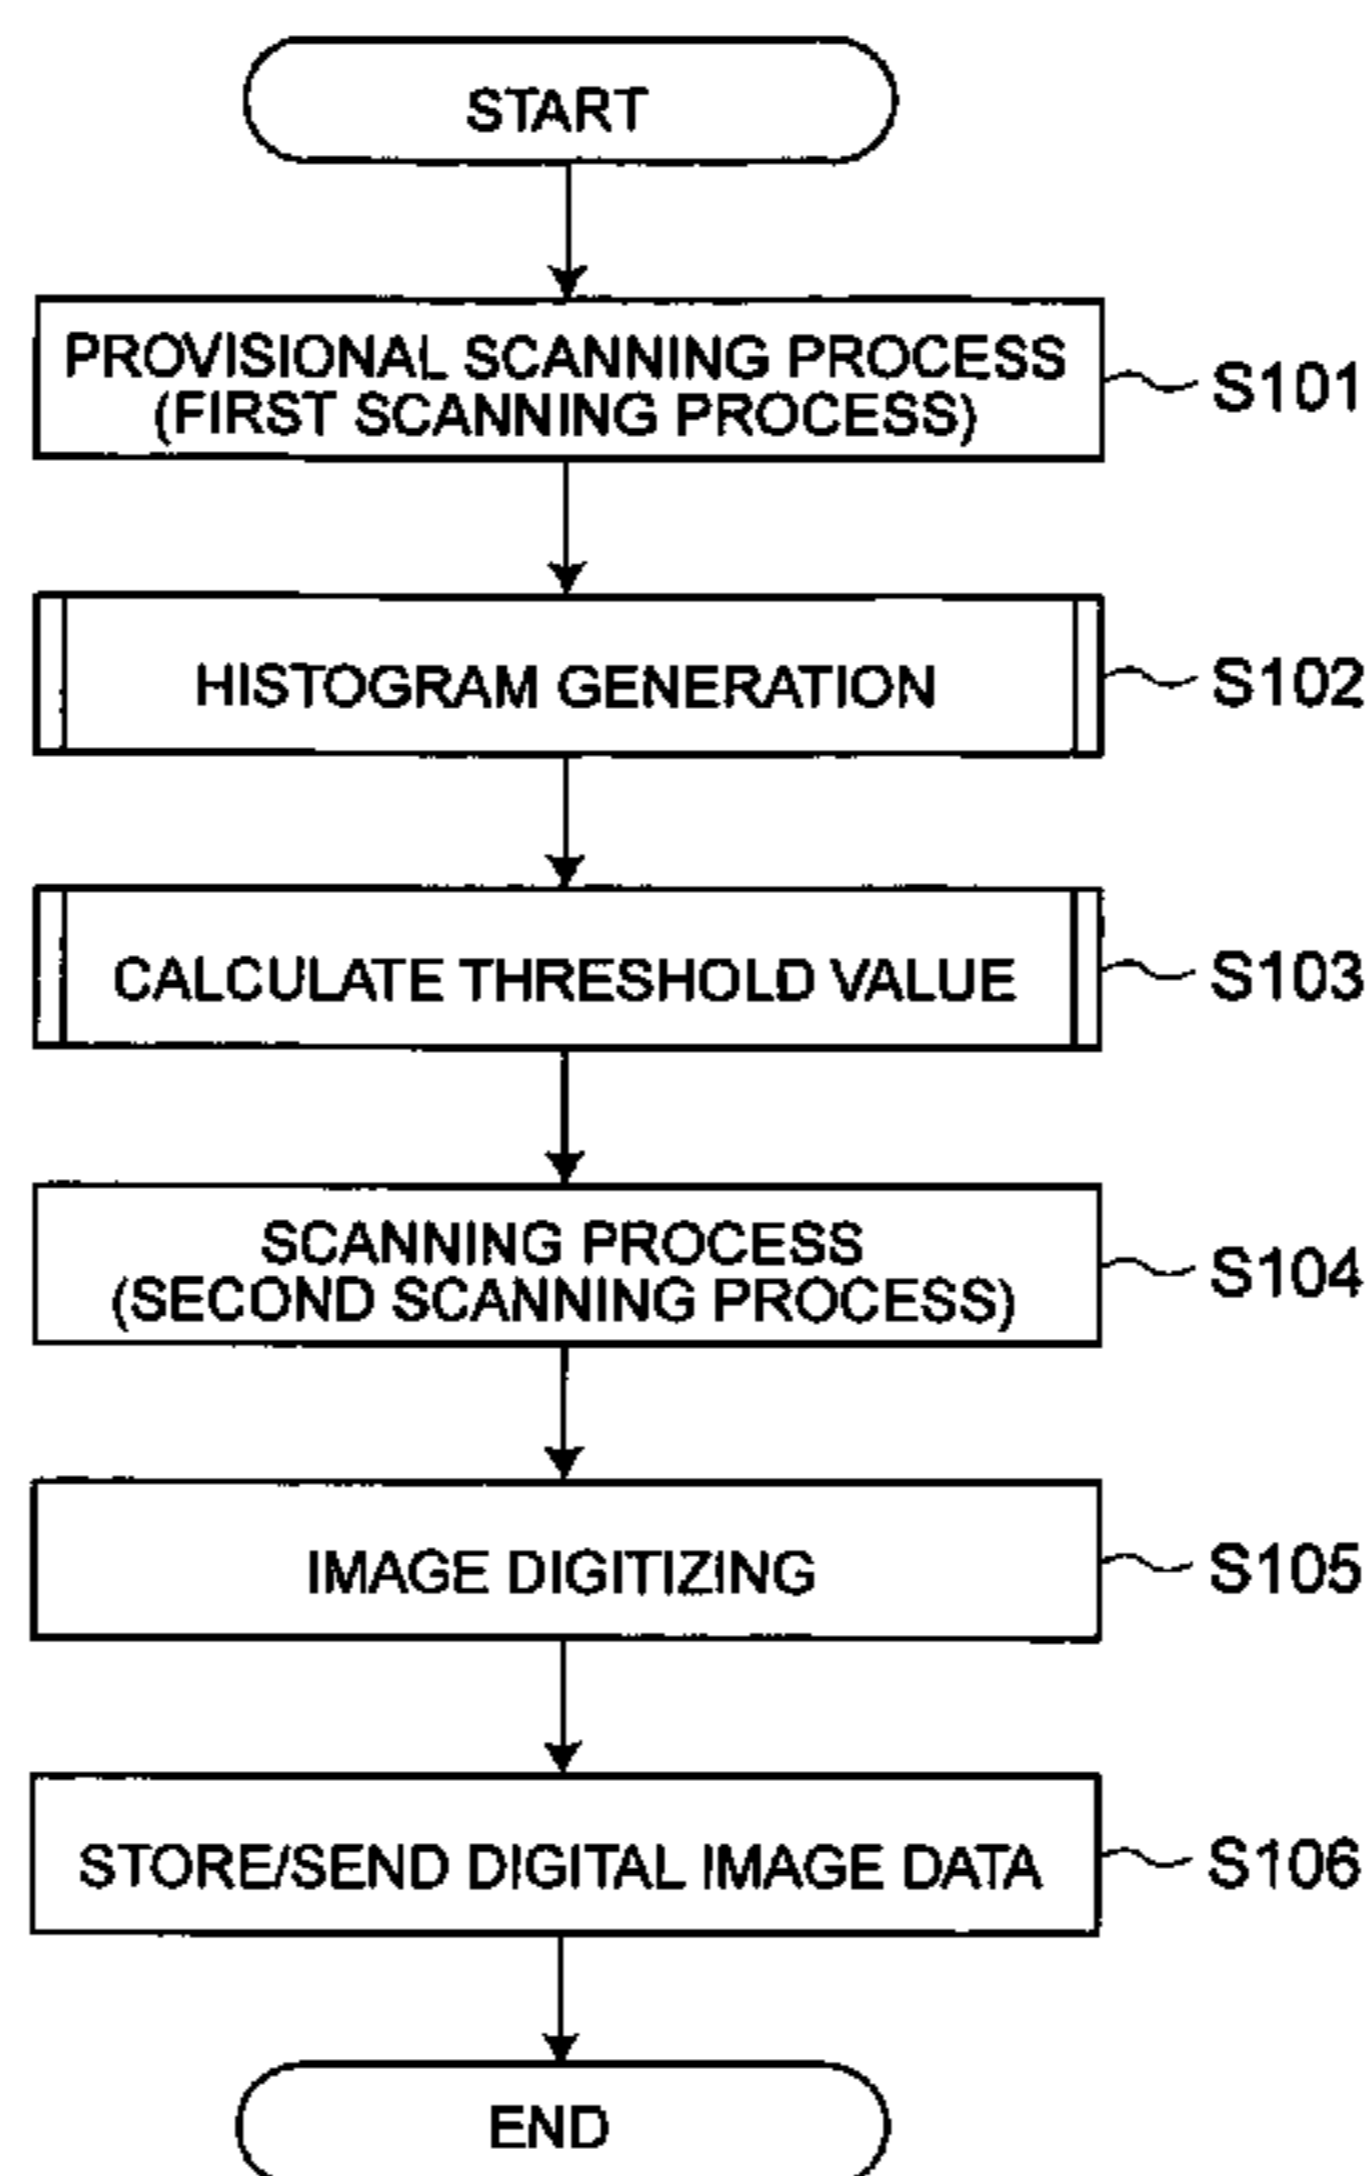 START
PROVISIONAL SCANNING PROCESS
(FIRST SCANNING PROCESS)
S101
HISTOGRAM GENERATION
S102
CALCULATE THRESHOLD VALUE
S103
SCANNING PROCESS
(SECOND SCANNING PROCESS)
S104
IMAGE DIGITIZING
S105
STORE/SEND DIGITAL IMAGE DATA
S106
END